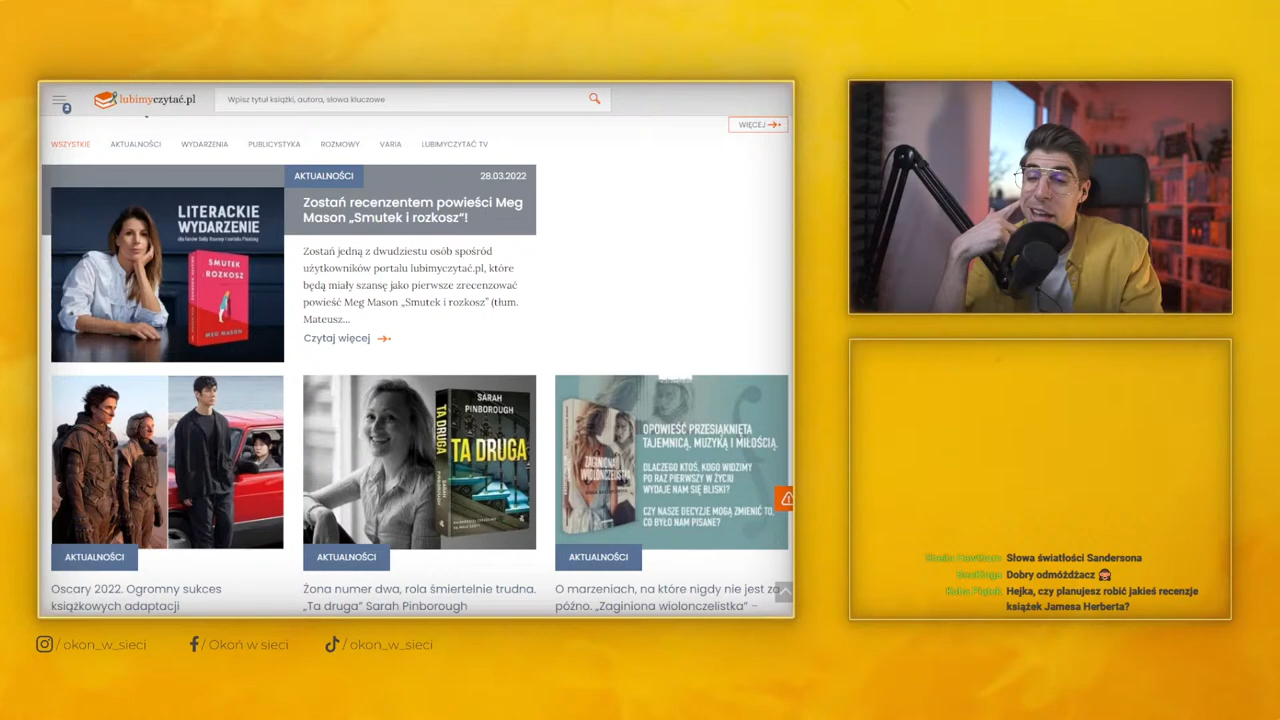 lubimyczytać.pl
Wpisz tytuł książki, autora, słowa kluczowe
WIĘCEJ
WSZYSTKIE AKTUALNOŚCI WYDARZENIA PUBLICYSTYKA ROZMOWY VARIA LUBIMYCZYTAĆ TV
AKTUALNOŚCI 28.03.2022
Zostań recenzentem powieści Meg
Mason „Smutek i rozkosz”!
LITERACKIE
WYDARZENIE
SMUTEK
I
ROZKOSZ
MEG MASON
Zostań jedną z dwudziestu osób spośród
użytkowników portalu lubimyczytać.pl, które
będą miały szansę jako pierwsze zrecenzować
powieść Meg Mason „Smutek i rozkosz” (tłum.
Mateusz...
Czytaj więcej
SARAH
PINBOROUGH
TA DRUGA
TA DRUGA
OPOWIEŚĆ PRZESIĄKNIĘTA
TAJEMNICĄ, MUZYKĄ I MIŁOŚCIĄ.
DLACZEGO KTOŚ, KOGO WIDZIMY
PO RAZ PIERWSZY W ŻYCIU
WYDAJE NAM SIĘ BLISKI?
CZY NASZE DECYZJE MOGĄ ZMIENIĆ TO,
CO BYŁO NAM PISANE?
ZAGINIONA
WIOLONCZELISTKA
AKTUALNOŚCI
Oscary 2022. Ogromny sukces
książkowych adaptacji
AKTUALNOŚCI
Żona numer dwa, rola śmiertelnie trudna.
„Ta druga” Sarah Pinborough
AKTUALNOŚCI
O marzeniach, na które nigdy nie jest za
późno. „Zaginiona wiolonczelistka” –
Słowa światłości Sandersona
Dobry odmóżdżacz
Kuba Piątek Hejka, czy planujesz robić jakieś recenzje
książek Jamesa Herberta?
/ okon_w_sieci / Okoń w sieci / okon_w_sieci